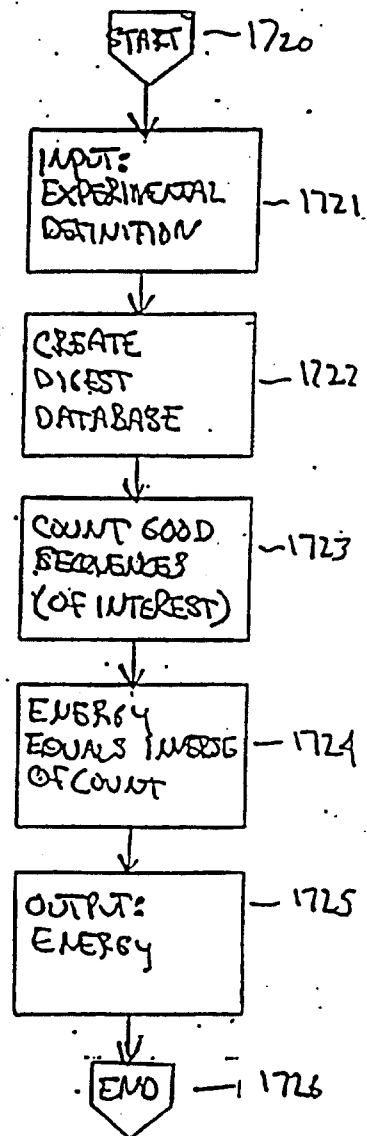 START 1720
INPUT:
EXPERIMENTAL 1721
DEFINITION
CREATE
DIGEST 1722
DATABASE
COUNT GOOD
SEQUENCES 1723
(OF INTEREST)
ENERGY
EQUALS INVERSE 1724
OF COUNT
OUTPUT: 1725
ENERGY
END 1726